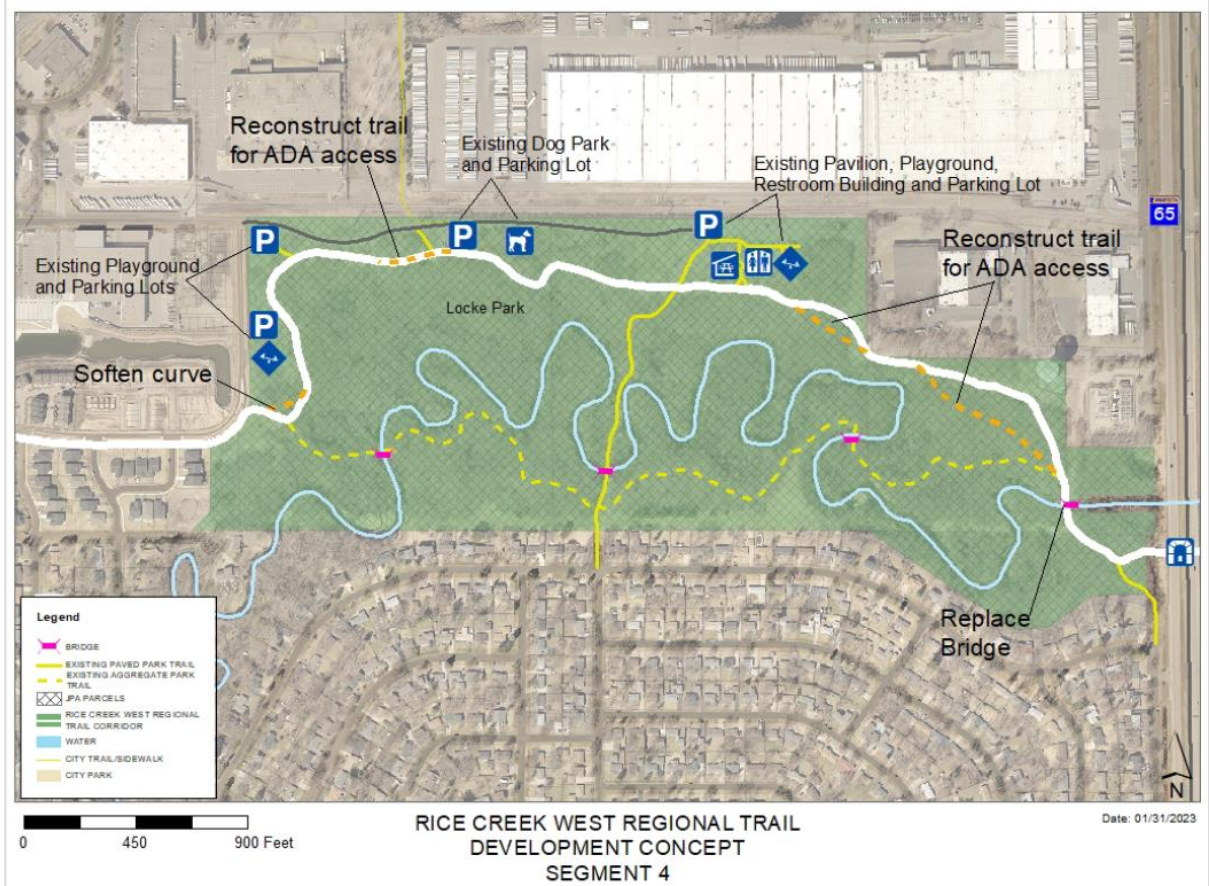 Reconstruct trail
for ADA access
Existing Dog Park
and Parking Lot
Existing Pavilion, Playground,
Restroom Building and Parking Lot
65
P
P
P
Reconstruct trail
for ADA access
Existing Playground
and Parking Lots
Locke Park
P
Soften curve
Replace
Bridge
Legend
BRIDGE
EXISTING PAVED PARK TRAIL
EXISTING AGGREGATE PARK
TRAIL
JPA PARCELS
RICE CREEK WEST REGIONAL
TRAIL CORRIDOR
WATER
CITY TRAIL/SIDEWALK
CITY PARK
N
0 450 900 Feet
RICE CREEK WEST REGIONAL TRAIL
DEVELOPMENT CONCEPT
SEGMENT 4
Date: 01/31/2023